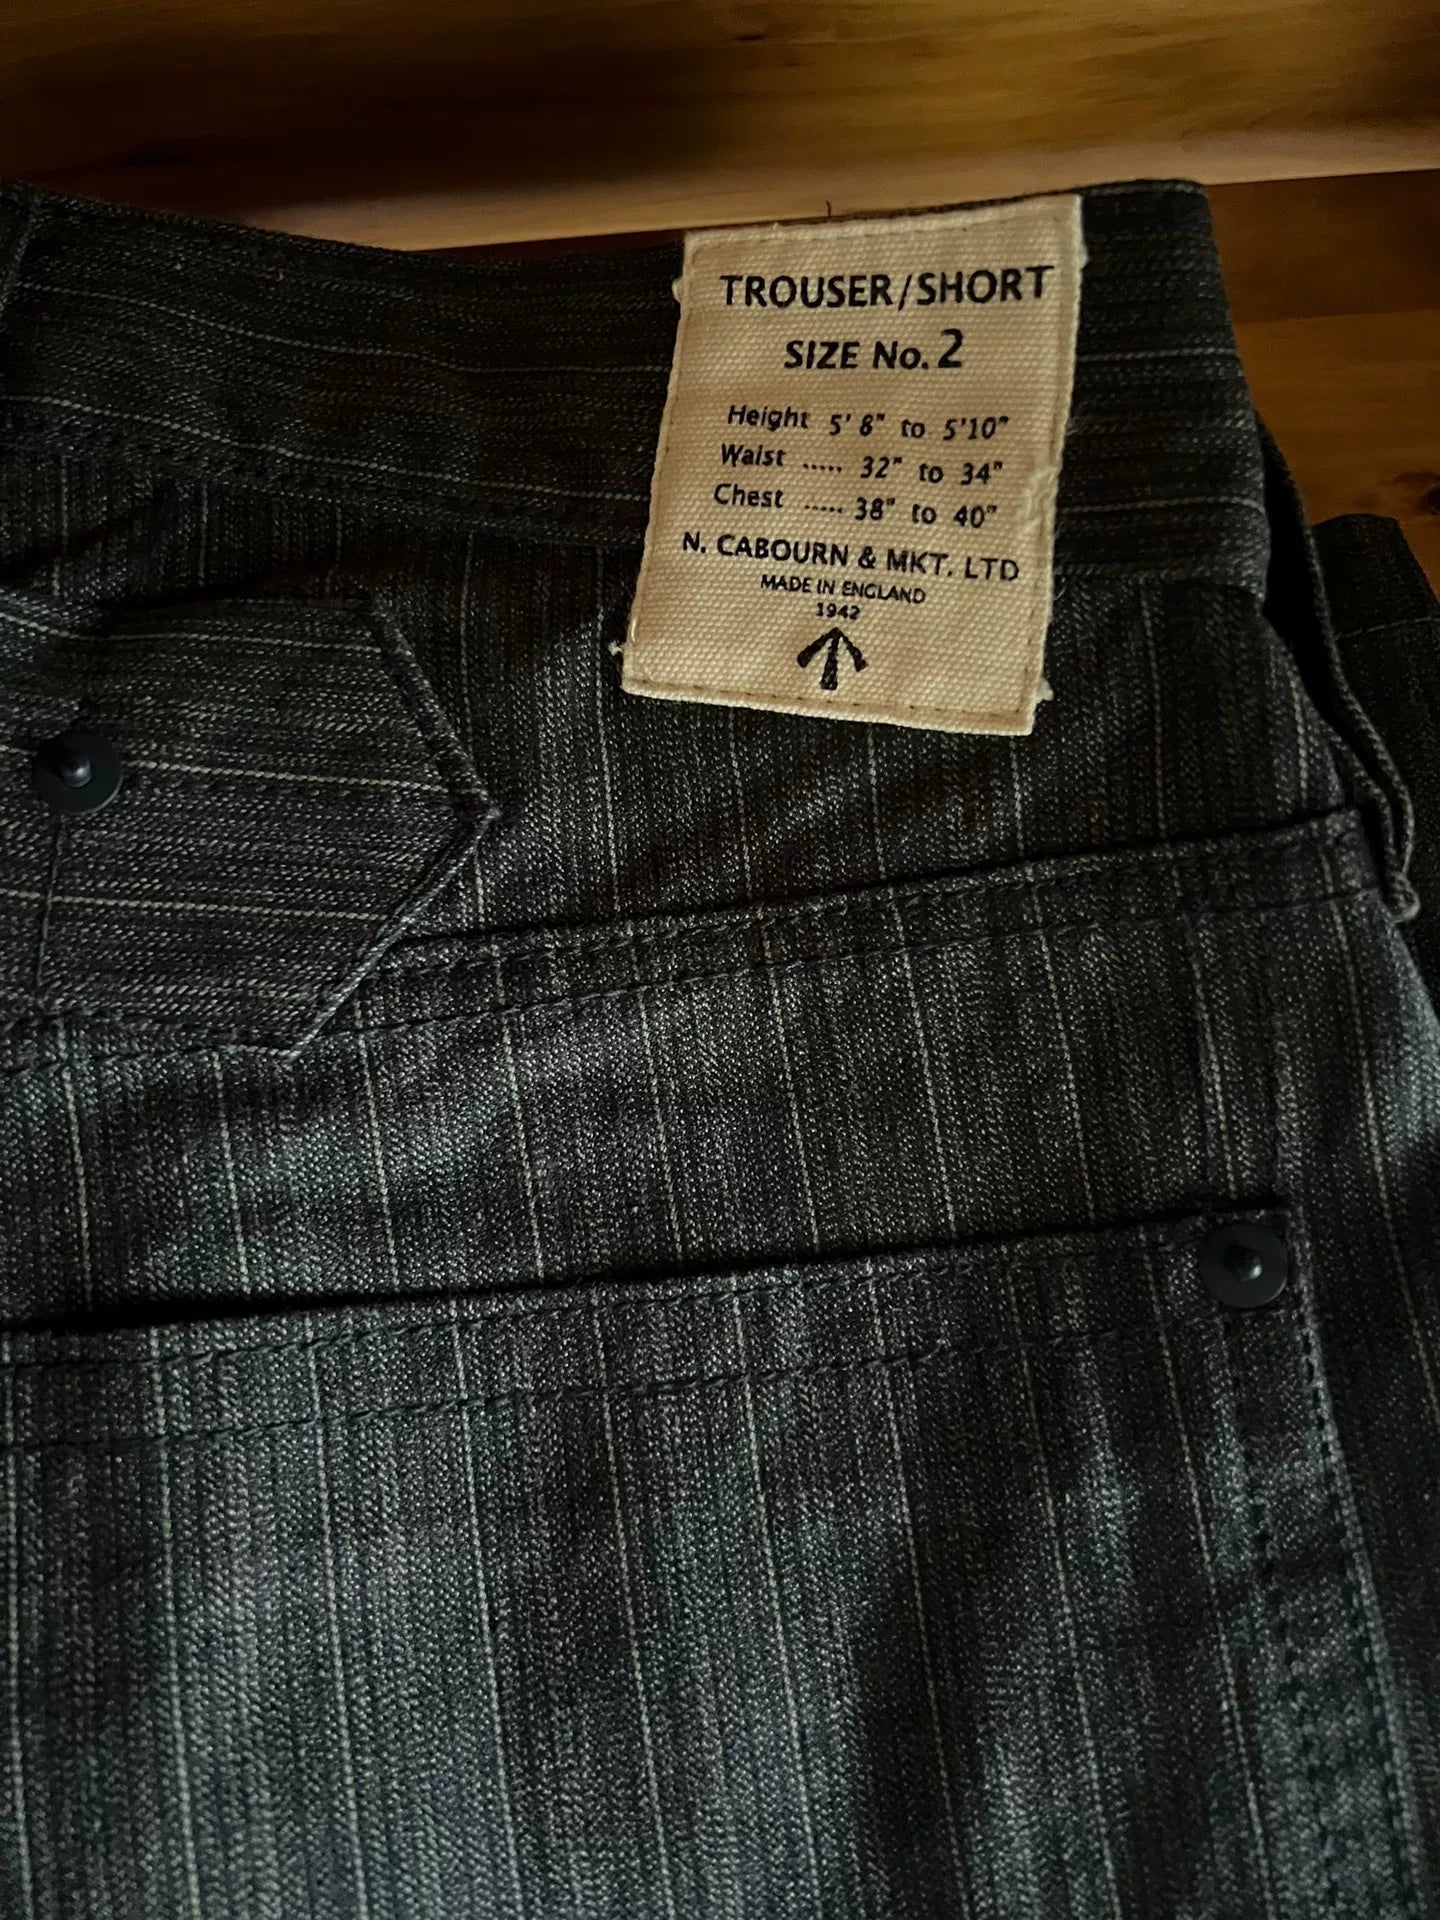 TROUSER/SHORT
SIZE No. 2
Height 5' 8" to 5'10"
Waist ..... 32" to 34"
Chest ..... 38" to 40"
N. CABOURN & MKT. LTD
MADE IN ENGLAND
1942